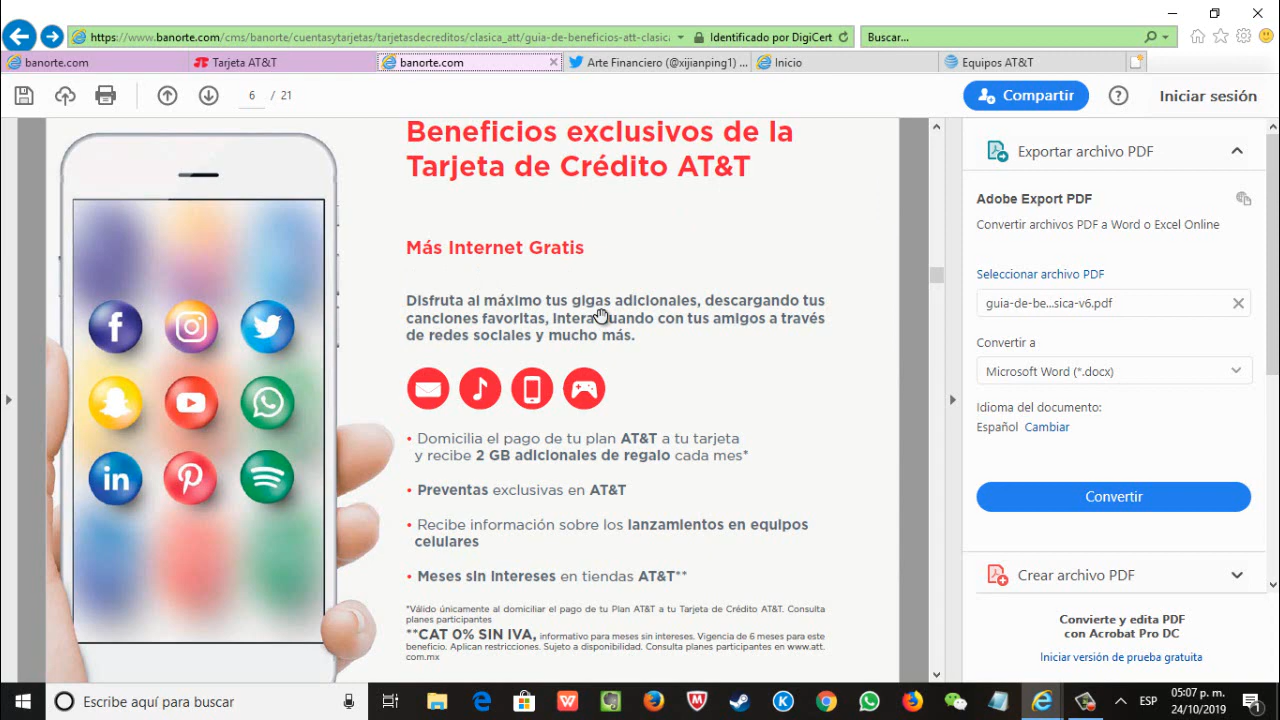 https://www.banorte.com/cms/banorte/cuentasytarjetas/tarjetasdecreditos/clasica_att/guia-de-beneficios-att-clasica
Identificado por DigiCert
Buscar...
banorte.com
Tarjeta AT&T
banorte.com
Arte Financiero (@xijianping1) ...
Inicio
Equipos AT&T
6 / 21
Compartir
Iniciar sesión
Beneficios exclusivos de la
Tarjeta de Crédito AT&T
Más Internet Gratis
Disfruta al máximo tus gigas adicionales, descargando tus
canciones favoritas, interactuando con tus amigos a través
de redes sociales y mucho más.
• Domicilia el pago de tu plan AT&T a tu tarjeta
y recibe 2 GB adicionales de regalo cada mes*
• Preventas exclusivas en AT&T
• Recibe información sobre los lanzamientos en equipos
celulares
• Meses sin intereses en tiendas AT&T**
*Válido únicamente al domiciliar el pago de tu Plan AT&T a tu Tarjeta de Crédito AT&T. Consulta
planes participantes
**CAT 0% SIN IVA, informativo para meses sin intereses. Vigencia de 6 meses para este
beneficio. Aplican restricciones. Sujeto a disponibilidad. Consulta planes participantes en www.att.
com.mx
Exportar archivo PDF
Adobe Export PDF
Convertir archivos PDF a Word o Excel Online
Seleccionar archivo PDF
guia-de-be...sica-v6.pdf
Convertir a
Microsoft Word (*.docx)
Idioma del documento:
Español Cambiar
Convertir
Crear archivo PDF
Convierte y edita PDF
con Acrobat Pro DC
Iniciar versión de prueba gratuita
Escribe aquí para buscar
ESP
05:07 p. m.
24/10/2019
1